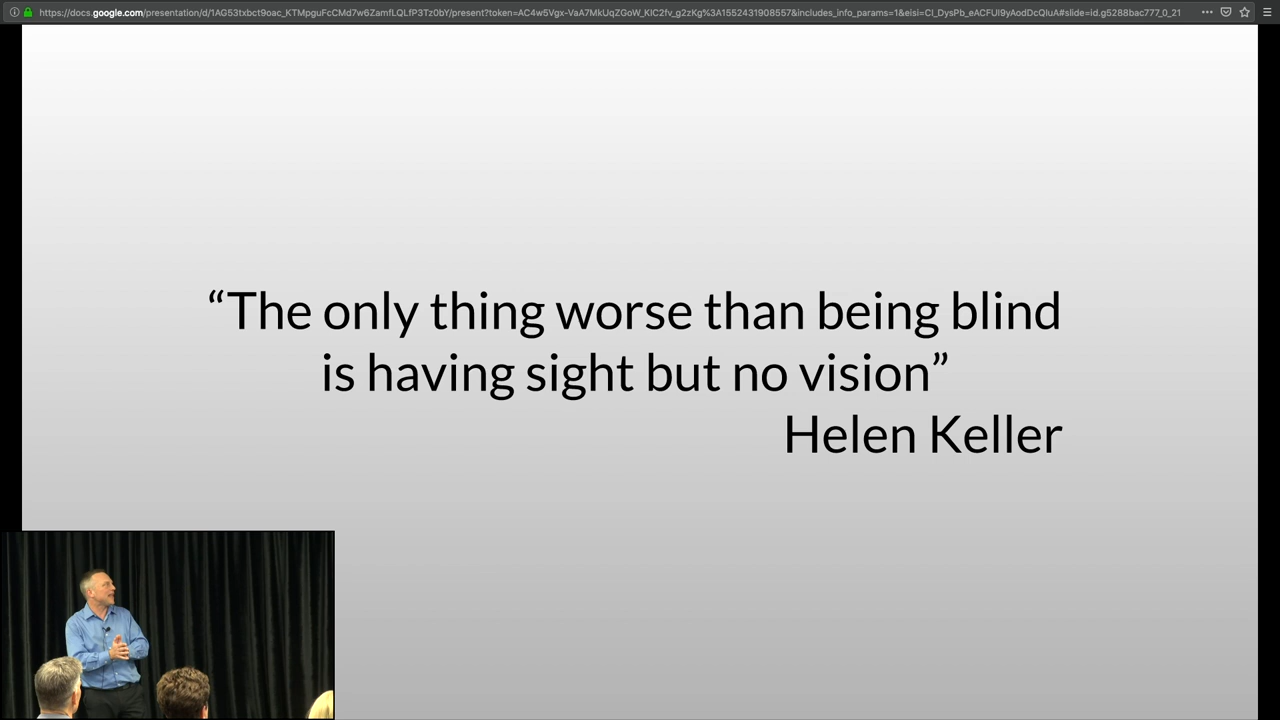 “The only thing worse than being blind
is having sight but no vision”
Helen Keller